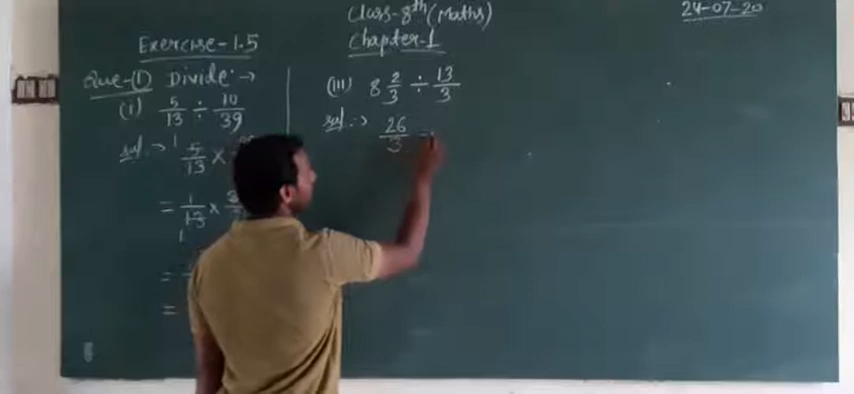 Class-8th (Maths)
24-07-20
Chapter-1
Exercise-1.5
Que-(1) Divide:→
(i) 5/13 ÷ 10/39
Sol.:→ 5/13 ×
= 1/13 ×
=
=
(iii) 8 2/3 ÷ 13/3
Sol.:→ 26/3